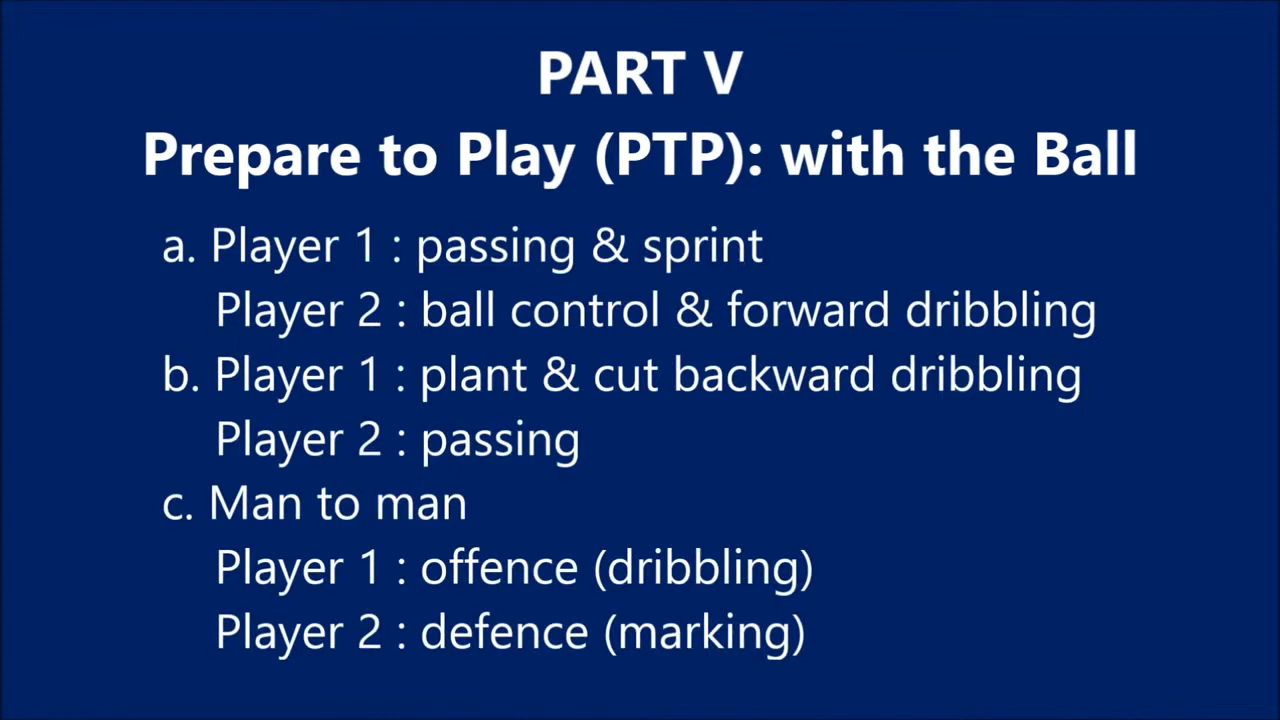 PART V
Prepare to Play (PTP): with the Ball
a. Player 1 : passing & sprint
Player 2 : ball control & forward dribbling
b. Player 1 : plant & cut backward dribbling
Player 2 : passing
c. Man to man
Player 1 : offence (dribbling)
Player 2 : defence (marking)